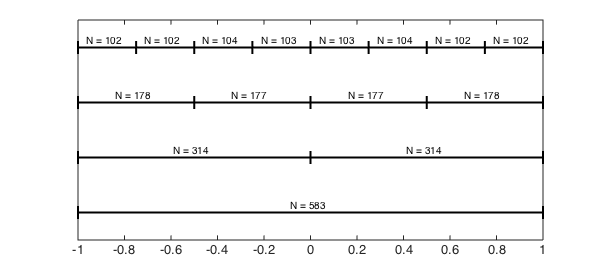 N = 102 N = 102 N = 104 N = 103 N = 103 N = 104 N = 102 N = 102
N = 178 N = 177 N = 177 N = 178
N = 314 N = 314
N = 583
-1 -0.8 -0.6 -0.4 -0.2 0 0.2 0.4 0.6 0.8 1